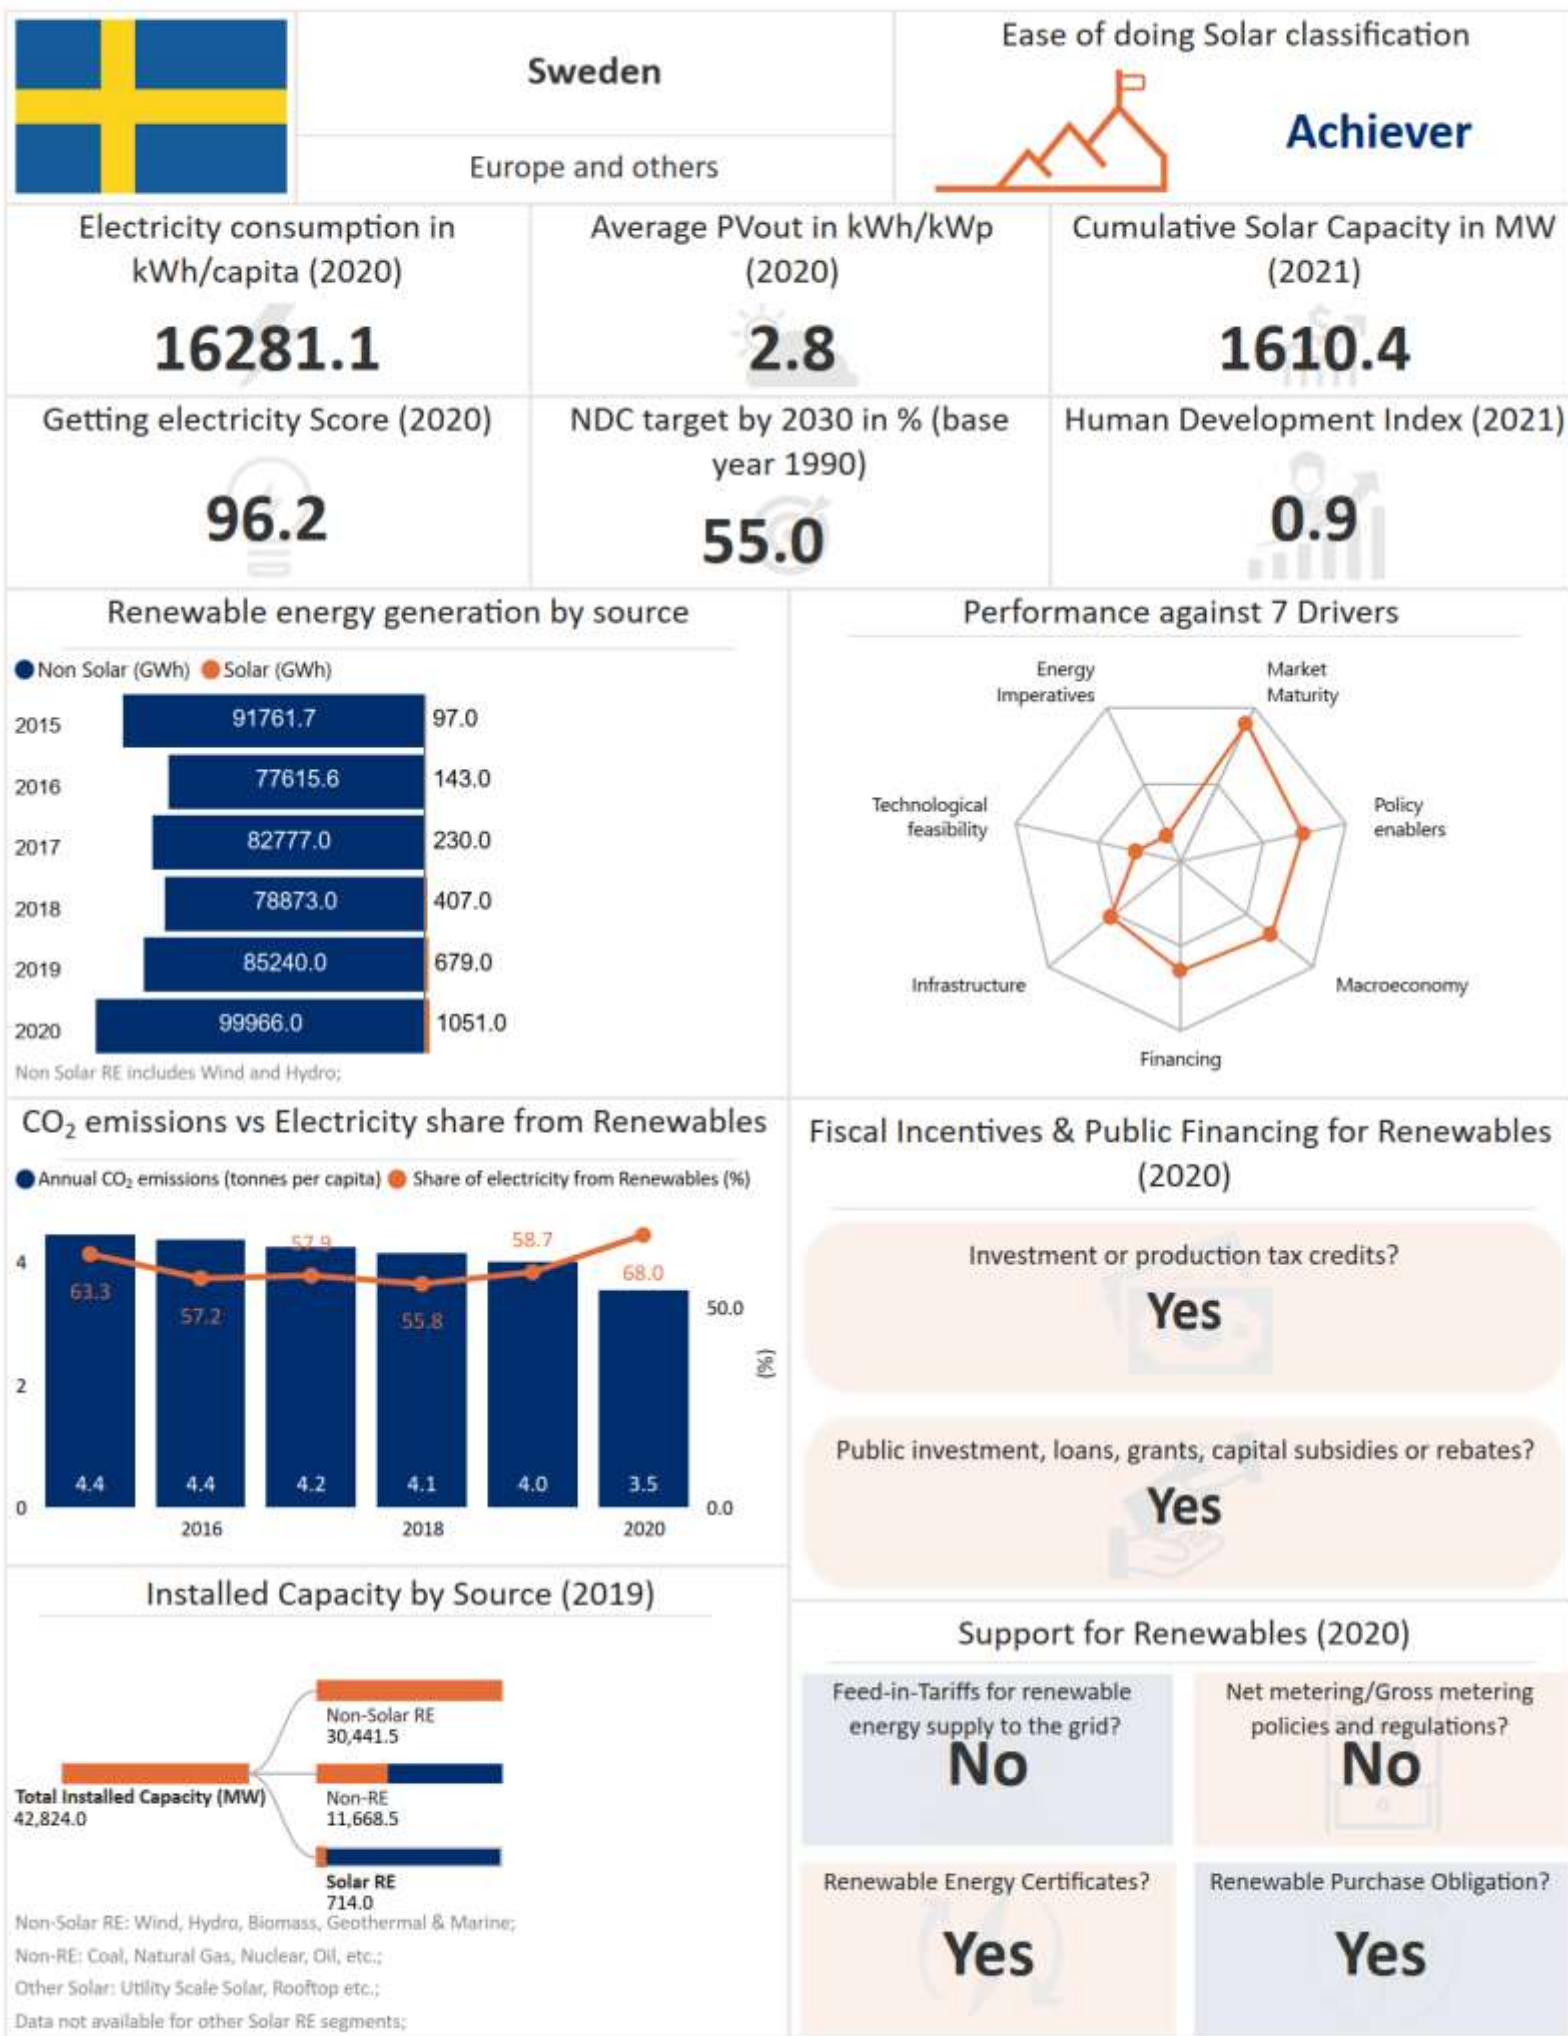 Sweden
Europe and others
Ease of doing Solar classification
Achiever
Electricity consumption in
kWh/capita (2020)
16281.1
Average PVout in kWh/kWp
(2020)
2.8
Cumulative Solar Capacity in MW
(2021)
1610.4
Getting electricity Score (2020)
96.2
NDC target by 2030 in % (base
year 1990)
55.0
Human Development Index (2021)
0.9
Renewable energy generation by source
Non Solar (GWh) Solar (GWh)
2015 91761.7 97.0
2016 77615.6 143.0
2017 82777.0 230.0
2018 78873.0 407.0
2019 85240.0 679.0
2020 99966.0 1051.0
Non Solar RE includes Wind and Hydro;
Performance against 7 Drivers
Energy
Imperatives
Market
Maturity
Technological
feasibility
Policy
enablers
Infrastructure
Macroeconomy
Financing
CO₂ emissions vs Electricity share from Renewables
Annual CO₂ emissions (tonnes per capita) Share of electricity from Renewables (%)
57.9 58.7
4
63.3 68.0
57.2 55.8 50.0
(%)
2
4.4 4.4 4.2 4.1 4.0 3.5
0 0.0
2016 2018 2020
Fiscal Incentives & Public Financing for Renewables
(2020)
Investment or production tax credits?
Yes
Public investment, loans, grants, capital subsidies or rebates?
Yes
Installed Capacity by Source (2019)
Non-Solar RE
30,441.5
Total Installed Capacity (MW)
42,824.0
Non-RE
11,668.5
Solar RE
714.0
Non-Solar RE: Wind, Hydro, Biomass, Geothermal & Marine;
Non-RE: Coal, Natural Gas, Nuclear, Oil, etc.;
Other Solar: Utility Scale Solar, Rooftop etc.;
Data not available for other Solar RE segments;
Support for Renewables (2020)
Feed-in-Tariffs for renewable
energy supply to the grid?
No
Net metering/Gross metering
policies and regulations?
No
Renewable Energy Certificates?
Yes
Renewable Purchase Obligation?
Yes